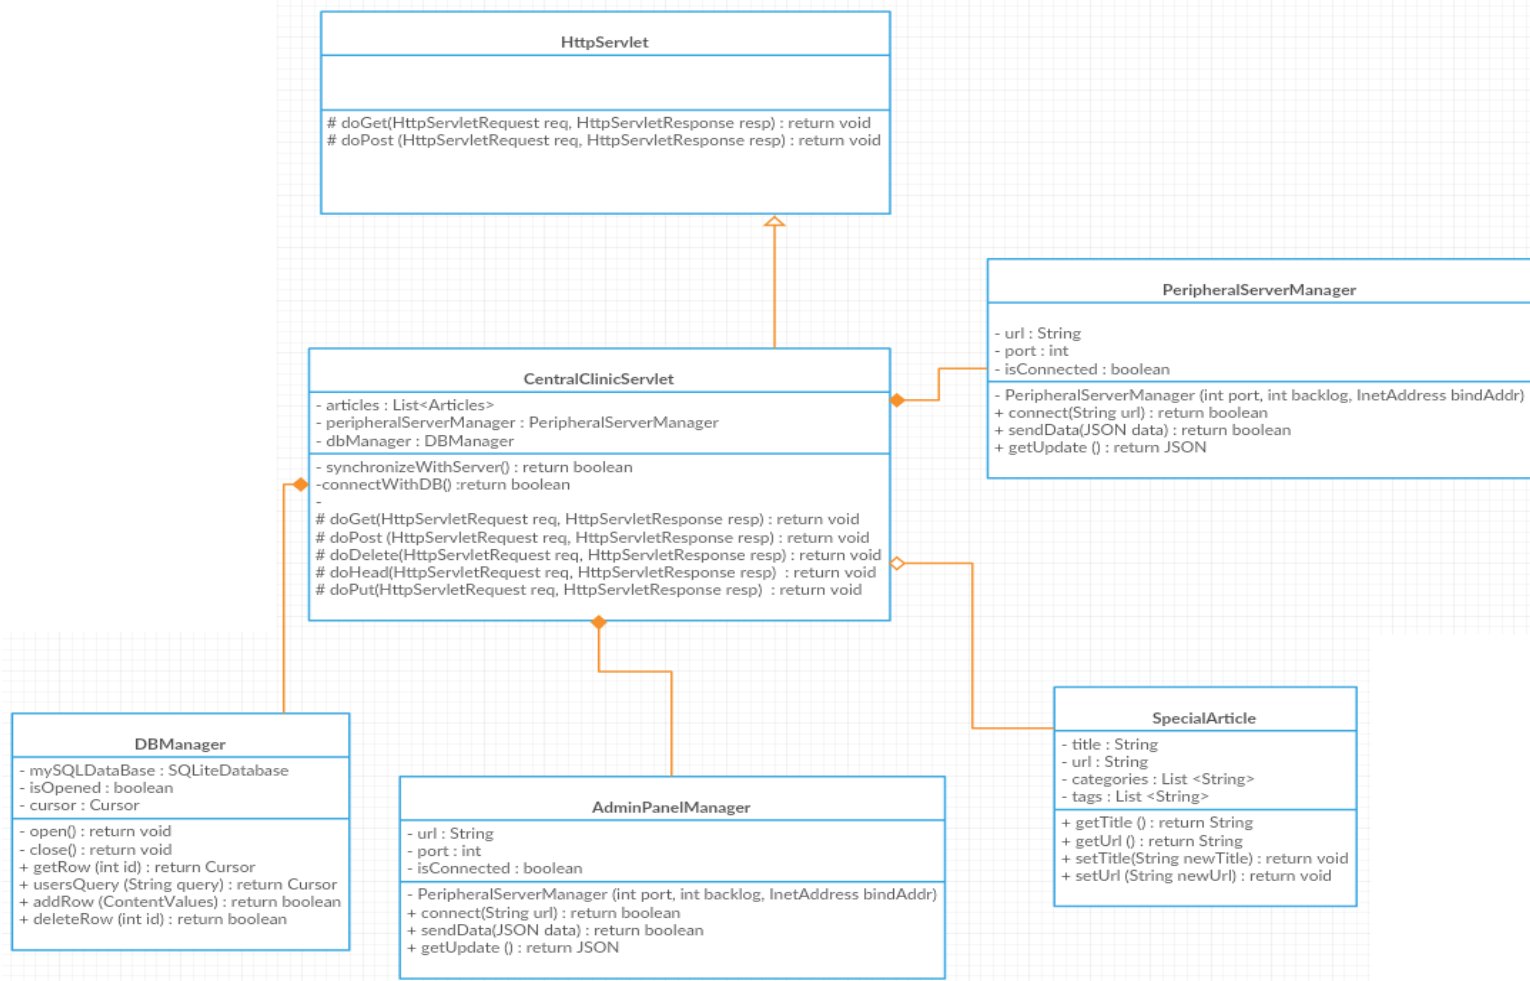 HttpServlet
# doGet(HttpServletRequest req, HttpServletResponse resp) : return void
# doPost (HttpServletRequest req, HttpServletResponse resp) : return void
PeripheralServerManager
- url : String
- port : int
- isConnected : boolean
- PeripheralServerManager (int port, int backlog, InetAddress bindAddr)
+ connect(String url) : return boolean
+ sendData(JSON data) : return boolean
+ getUpdate () : return JSON
CentralClinicServlet
- articles : List<Articles>
- peripheralServerManager : PeripheralServerManager
- dbManager : DBManager
- synchronizeWithServer() : return boolean
-connectWithDB() :return boolean
-
# doGet(HttpServletRequest req, HttpServletResponse resp) : return void
# doPost (HttpServletRequest req, HttpServletResponse resp) : return void
# doDelete(HttpServletRequest req, HttpServletResponse resp) : return void
# doHead(HttpServletRequest req, HttpServletResponse resp)  : return void
# doPut(HttpServletRequest req, HttpServletResponse resp)  : return void
DBManager
- mySQLDataBase : SQLiteDatabase
- isOpened : boolean
- cursor : Cursor
- open() : return void
- close() : return void
+ getRow (int id) : return Cursor
+ usersQuery (String query) : return Cursor
+ addRow (ContentValues) : return boolean
+ deleteRow (int id) : return boolean
AdminPanelManager
- url : String
- port : int
- isConnected : boolean
- PeripheralServerManager (int port, int backlog, InetAddress bindAddr)
+ connect(String url) : return boolean
+ sendData(JSON data) : return boolean
+ getUpdate () : return JSON
SpecialArticle
- title : String
- url : String
- categories : List <String>
- tags : List <String>
+ getTitle () : return String
+ getUrl () : return String
+ setTitle(String newTitle) : return void
+ setUrl (String newUrl) : return void